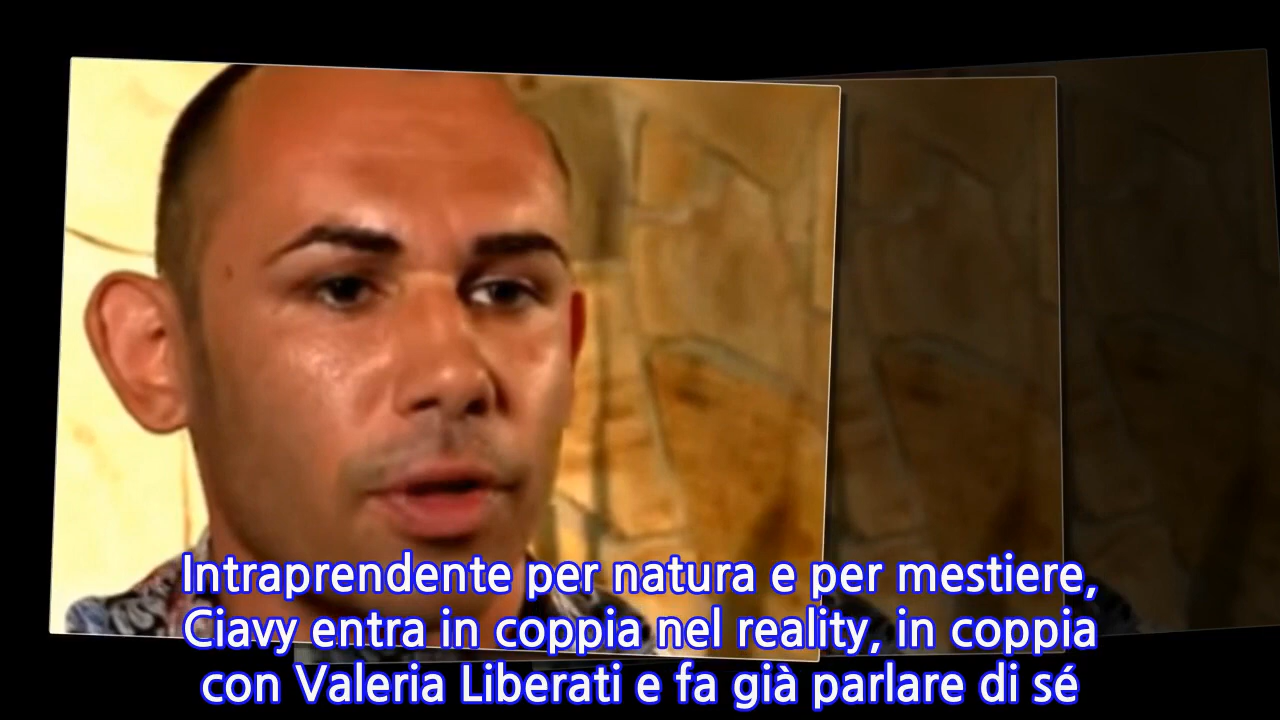 Intraprendente per natura e per mestiere,
Ciavy entra in coppia nel reality, in coppia
con Valeria Liberati e fa già parlare di sé